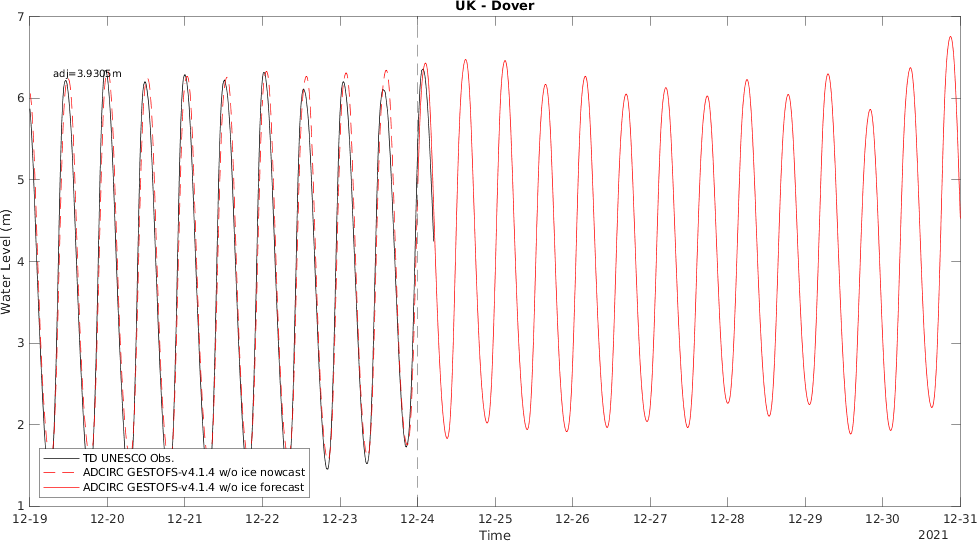 UK - Dover
7
adj=3.9305m
6
5
4
3
2
1
Water Level (m)
TD UNESCO Obs.
ADCIRC GESTOFS-v4.1.4 w/o ice nowcast
ADCIRC GESTOFS-v4.1.4 w/o ice forecast
12-19 12-20 12-21 12-22 12-23 12-24 12-25 12-26 12-27 12-28 12-29 12-30 12-31
Time
2021